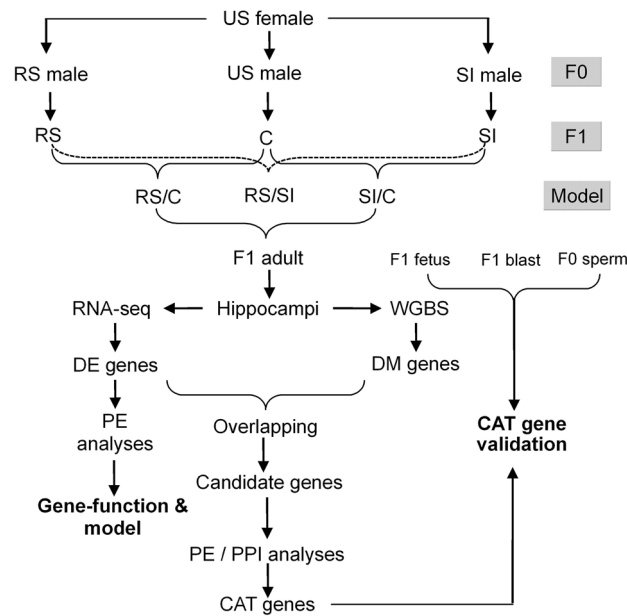 US female
RS male
US male
SI male
F0
RS
C
SI
F1
RS/C
RS/SI
SI/C
Model
F1 adult
F1 fetus
F1 blast
F0 sperm
RNA-seq
Hippocampi
WGBS
DE genes
DM genes
PE
analyses
Overlapping
CAT gene
validation
Candidate genes
Gene-function &
model
PE / PPI analyses
CAT genes